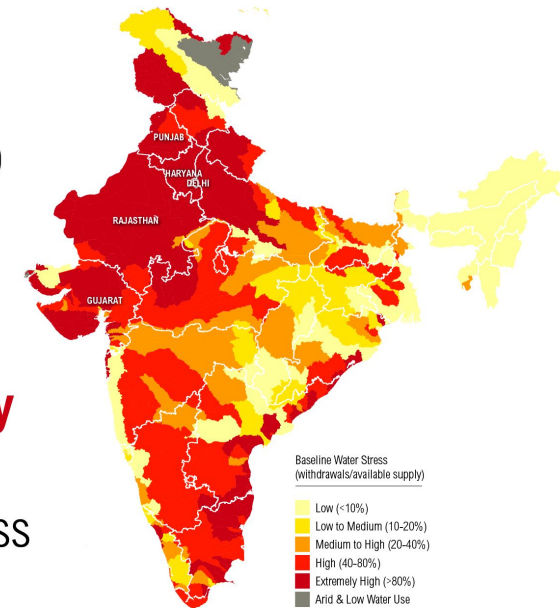 PUNJAB
HARYANA
DELHI
RAJASTHAN
GUJARAT
y
ss
Baseline Water Stress
(withdrawals/available supply)
Low (<10%)
Low to Medium (10-20%)
Medium to High (20-40%)
High (40-80%)
Extremely High (>80%)
Arid & Low Water Use